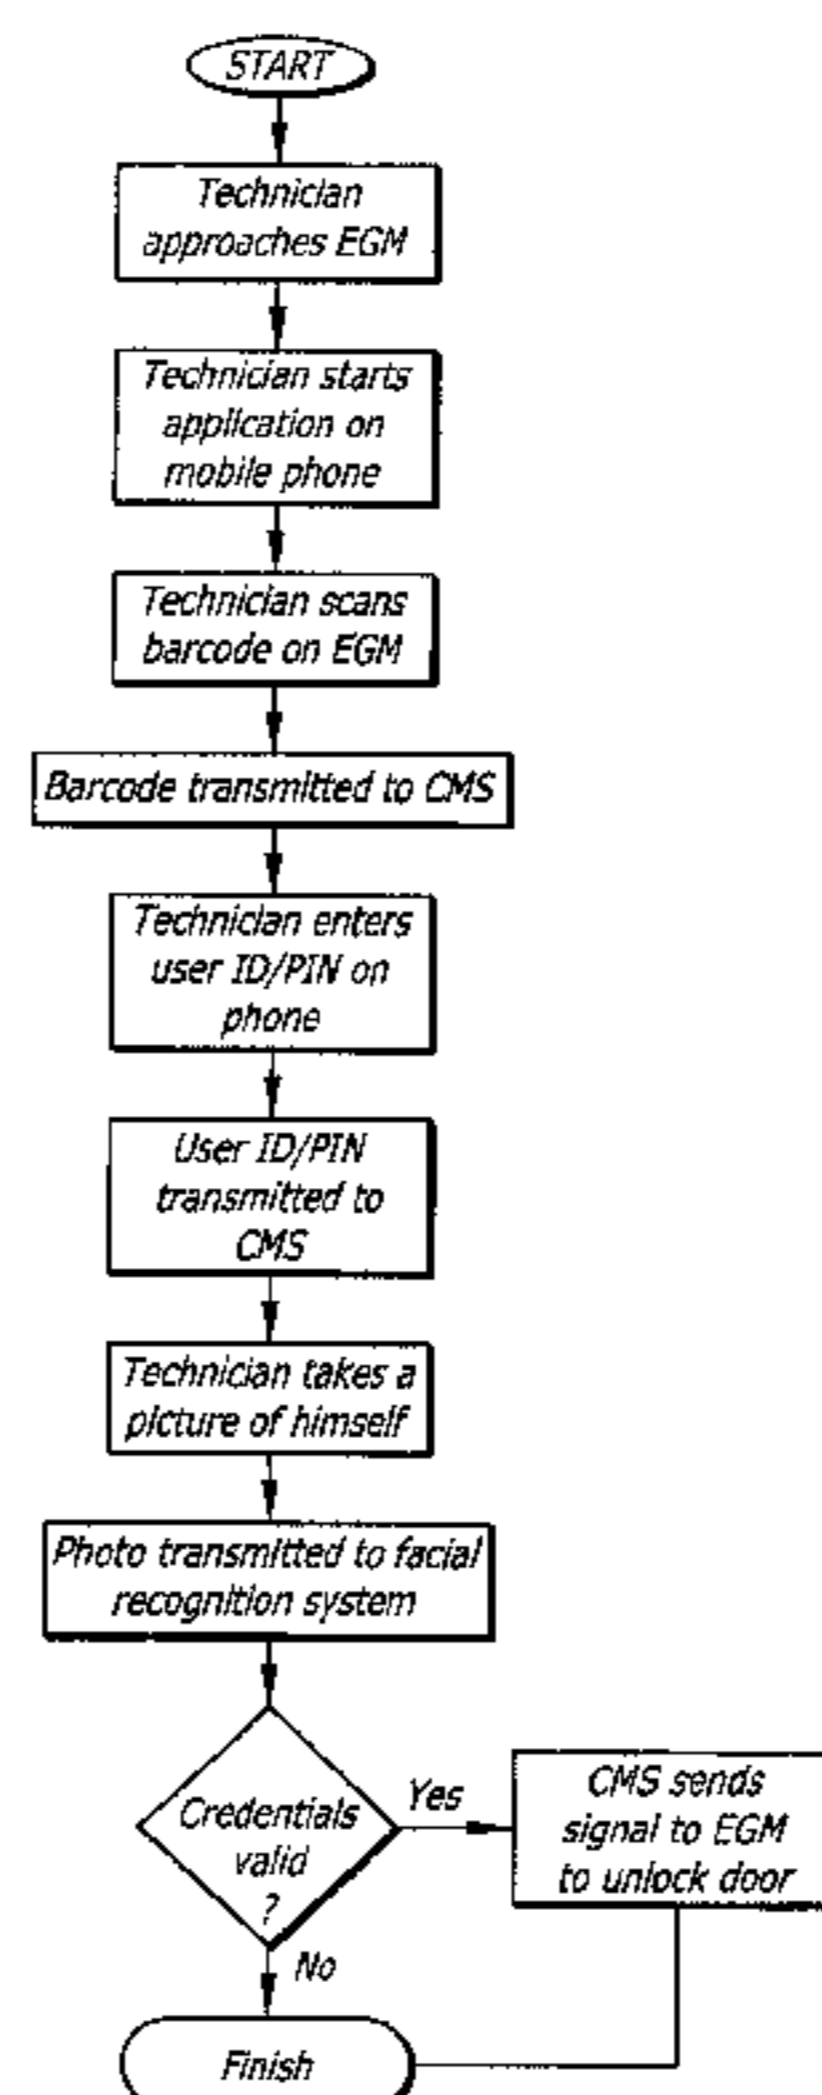 START
Technician
approaches EGM
Technician starts
application on
mobile phone
Technician scans
barcode on EGM
Barcode transmitted to CMS
Technician enters
user ID/PIN on
phone
User ID/PIN
transmitted to
CMS
Technician takes a
picture of himself
Photo transmitted to facial
recognition system
Credentials
valid
?
Yes
CMS sends
signal to EGM
to unlock door
No
Finish